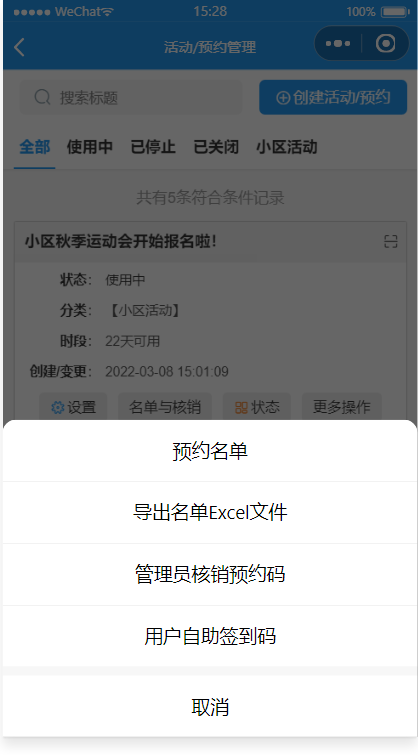 WeChat 15:28 100%
活动/预约管理
搜索标题 创建活动/预约
全部 使用中 已停止 已关闭 小区活动
共有5条符合条件记录
小区秋季运动会开始报名啦!
状态: 使用中
分类: 【小区活动】
时段: 22天可用
创建/变更: 2022-03-08 15:01:09
设置 名单与核销 状态 更多操作
预约名单
导出名单Excel文件
管理员核销预约码
用户自助签到码
取消